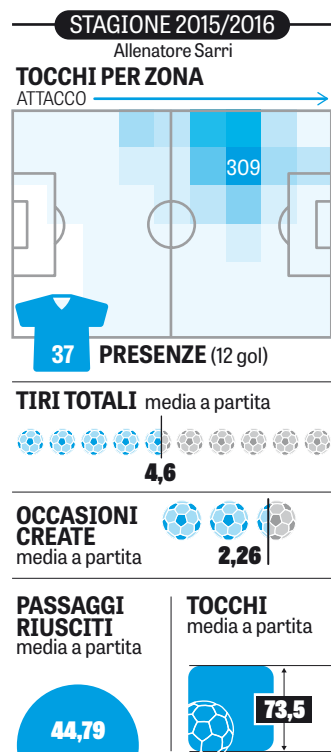 STAGIONE 2015/2016
Allenatore Sarri
TOCCHI PER ZONA
ATTACCO
309
37
PRESENZE (12 gol)
TIRI TOTALI media a partita
4,6
OCCASIONI
CREATE
media a partita
2,26
PASSAGGI
RIUSCITI
media a partita
44,79
TOCCHI
media a partita
73,5